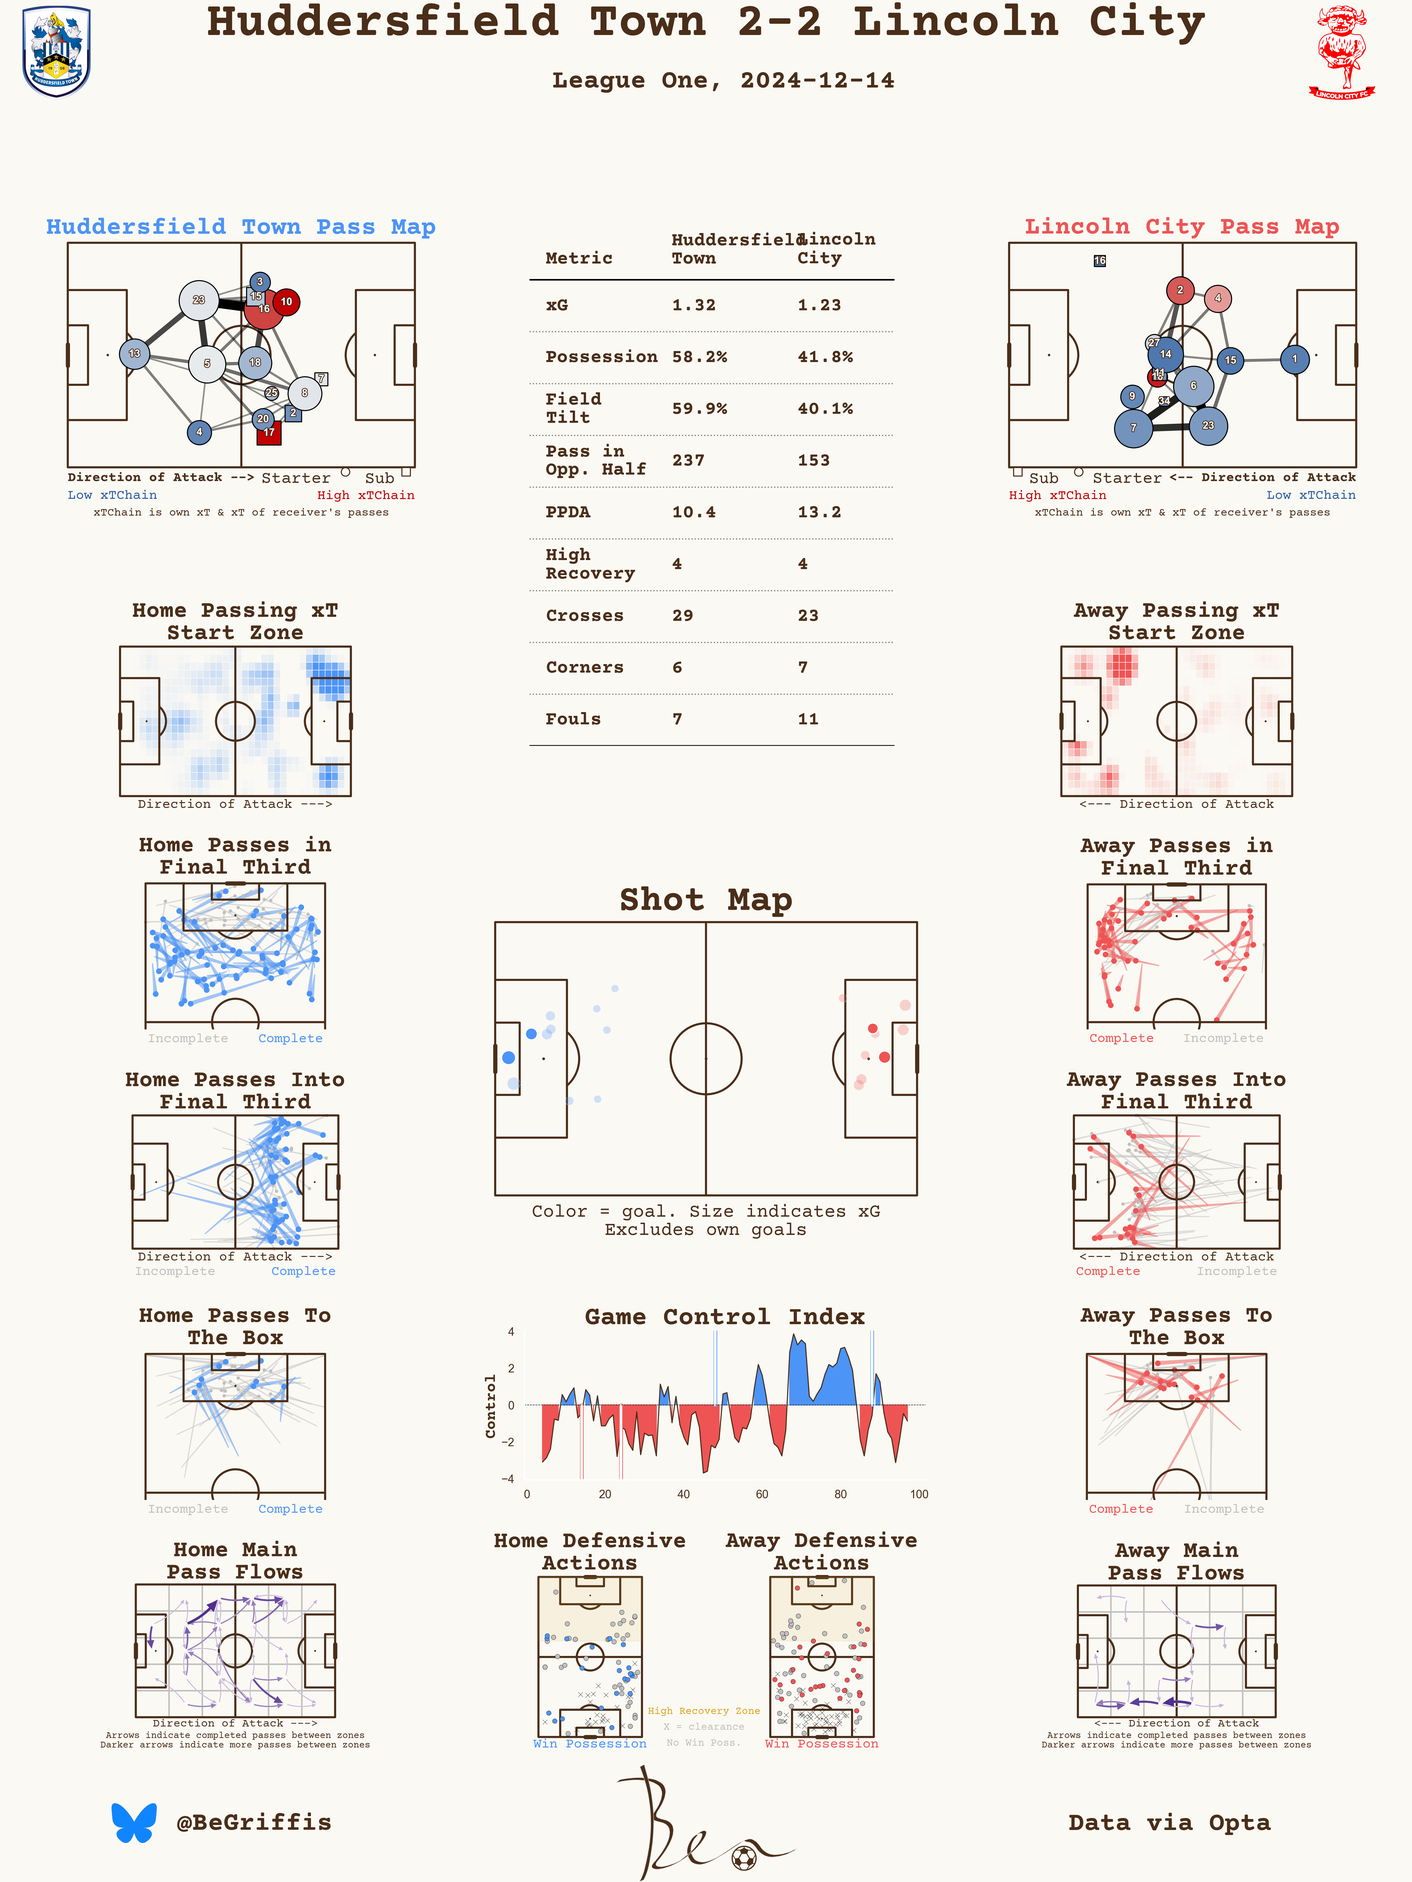 Huddersfield Town 2-2 Lincoln City
League One, 2024-12-14
HUDDERSFIELD TOWN
LINCOLN CITY FC
Huddersfield Town Pass Map
3
23
15
10
16
13
5
18
7
8
25
2
20
4
17
Direction of Attack --> Starter Sub
Low xTChain High xTChain
xTChain is own xT & xT of receiver's passes
Metric Huddersfield Town Lincoln City
xG 1.32 1.23
Possession 58.2% 41.8%
Field Tilt 59.9% 40.1%
Pass in Opp. Half 237 153
PPDA 10.4 13.2
High Recovery 4 4
Crosses 29 23
Corners 6 7
Fouls 7 11
Lincoln City Pass Map
16
2
4
27
14
15
1
11
6
9
34
7
23
Sub Starter <-- Direction of Attack
High xTChain Low xTChain
xTChain is own xT & xT of receiver's passes
Home Passing xT
Start Zone
Direction of Attack --->
Away Passing xT
Start Zone
<--- Direction of Attack
Home Passes in
Final Third
Incomplete Complete
Away Passes in
Final Third
Complete Incomplete
Shot Map
Color = goal. Size indicates xG
Excludes own goals
Home Passes Into
Final Third
Direction of Attack --->
Incomplete Complete
Away Passes Into
Final Third
<--- Direction of Attack
Complete Incomplete
Home Passes To
The Box
Incomplete Complete
Game Control Index
Control
4
2
0
−2
−4
0 20 40 60 80 100
Away Passes To
The Box
Complete Incomplete
Home Main
Pass Flows
Direction of Attack --->
Arrows indicate completed passes between zones
Darker arrows indicate more passes between zones
Home Defensive
Actions
Win Possession
High Recovery Zone
X = clearance
No Win Poss.
Away Defensive
Actions
Win Possession
Away Main
Pass Flows
<--- Direction of Attack
Arrows indicate completed passes between zones
Darker arrows indicate more passes between zones
@BeGriffis
Ben
Data via Opta